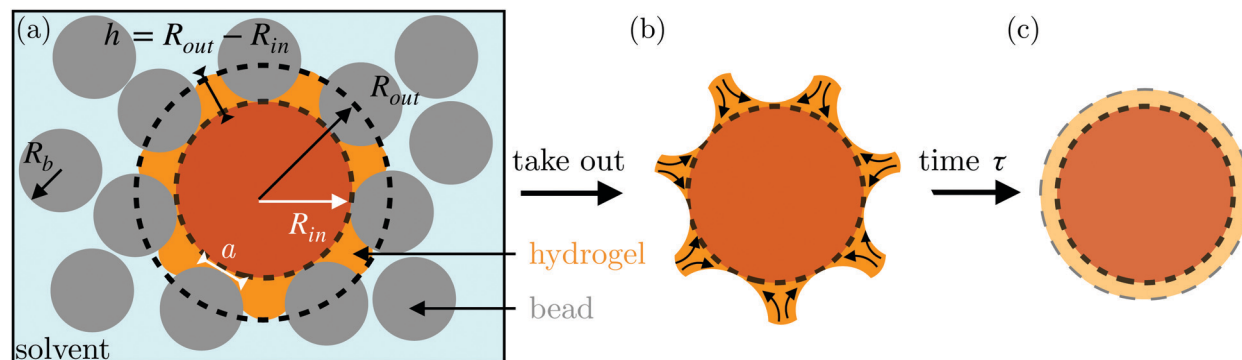 (a)
h = R_out − R_in
R_out
R_b
R_in
a
solvent
take out
hydrogel
bead
(b)
time τ
(c)